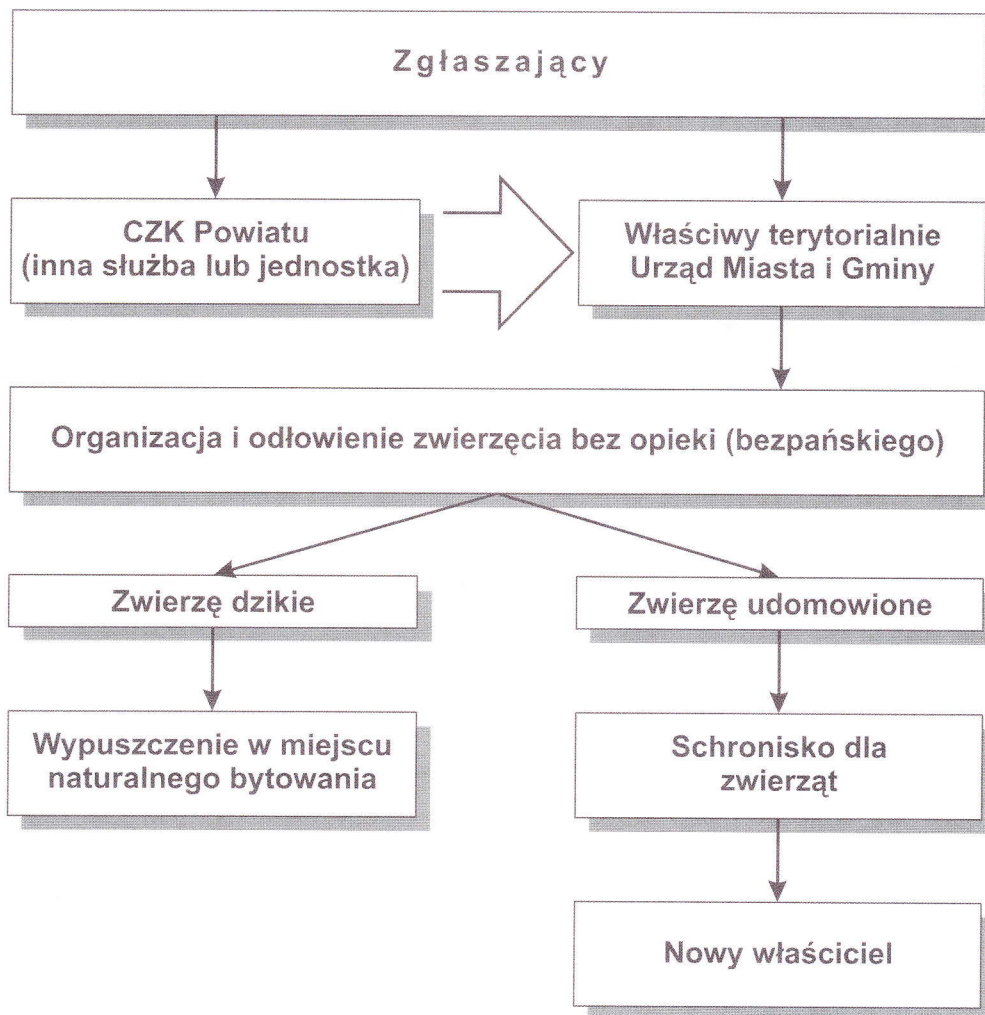 Zgłaszający
CZK Powiatu
(inna służba lub jednostka)
Właściwy terytorialnie
Urząd Miasta i Gminy
Organizacja i odłowienie zwierzęcia bez opieki (bezpańskiego)
Zwierzę dzikie
Zwierzę udomowione
Wypuszczenie w miejscu
naturalnego bytowania
Schronisko dla
zwierząt
Nowy właściciel